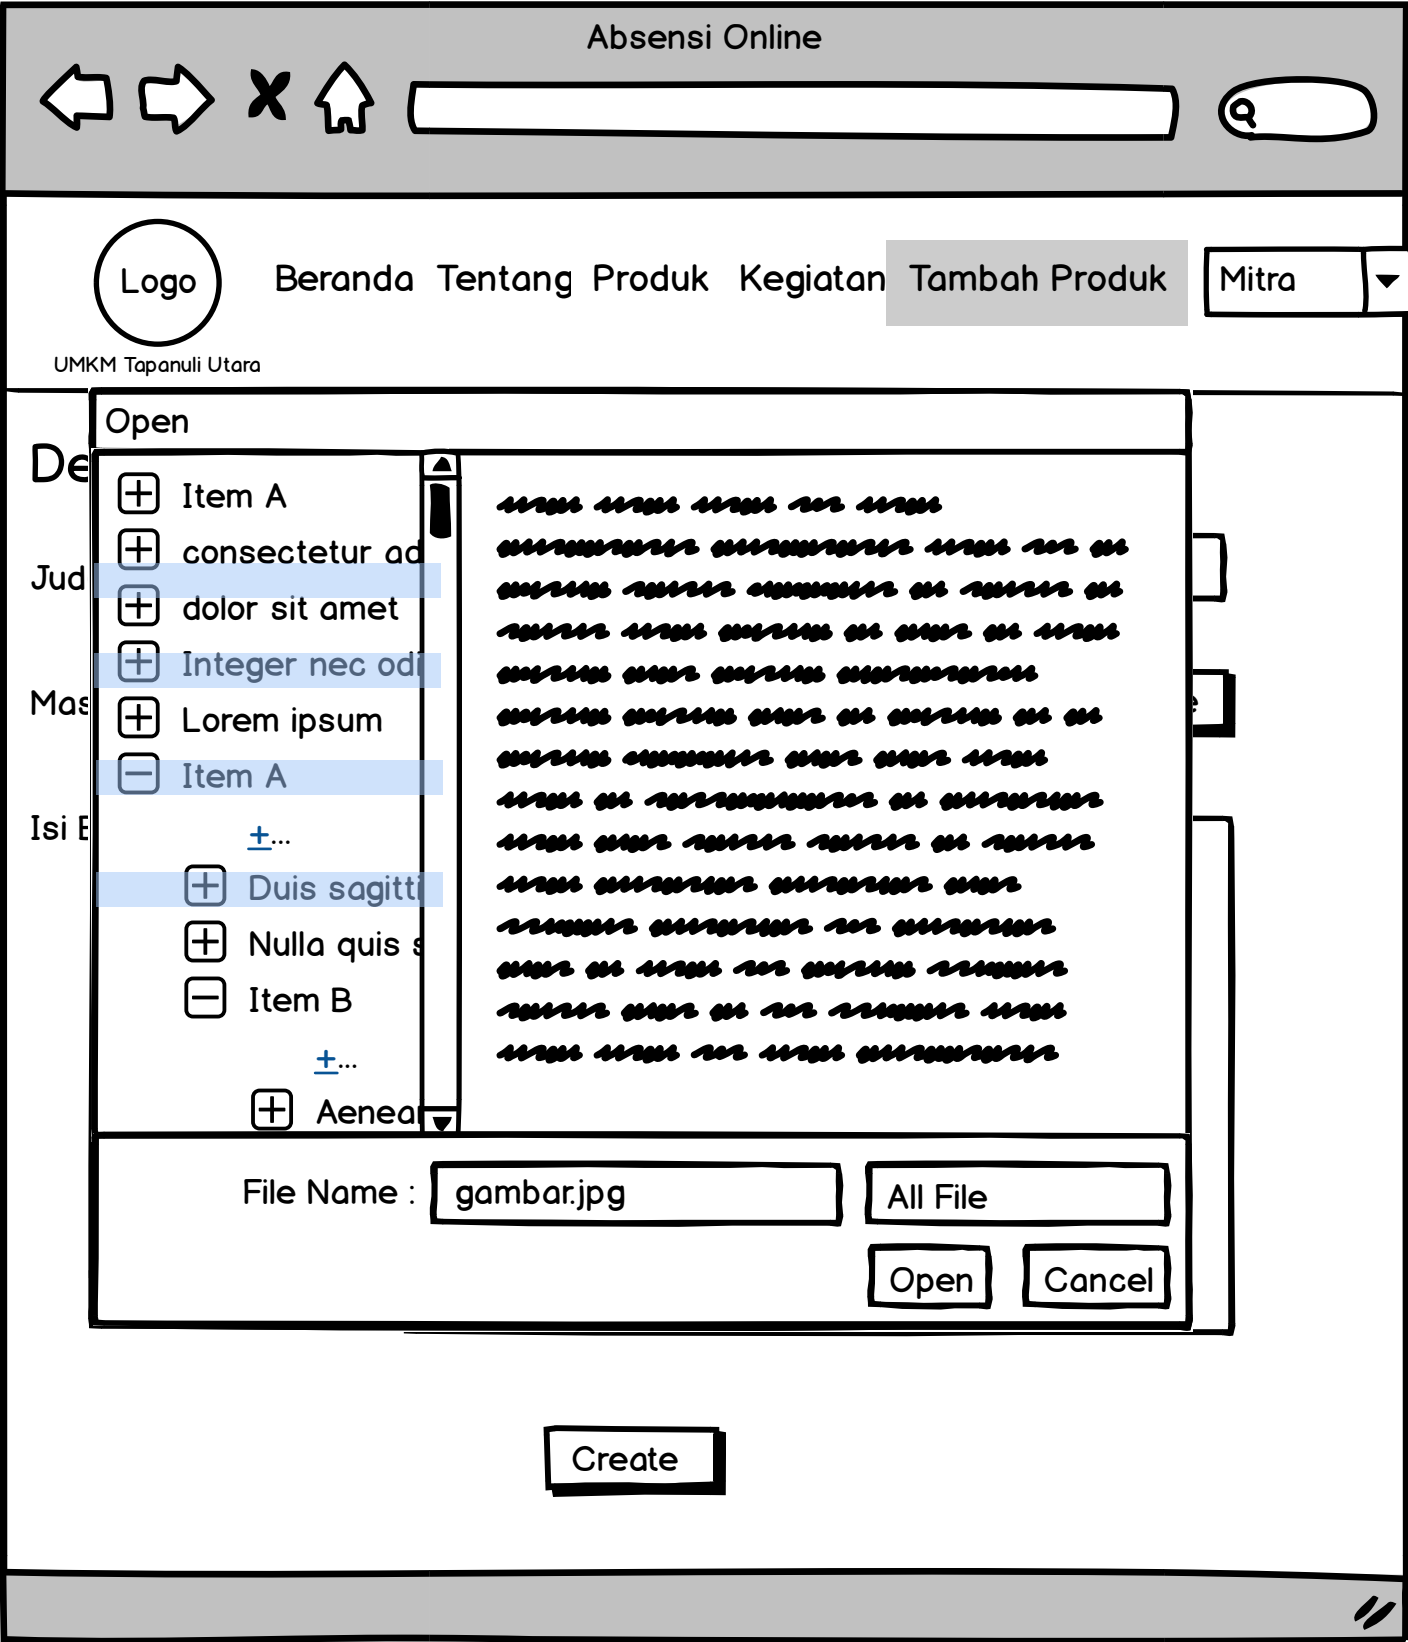 Absensi Online
Logo
Beranda Tentang Produk Kegiatan Tambah Produk Mitra
UMKM Tapanuli Utara
Open
De
Item A
consectetur ad
Jud
dolor sit amet
Integer nec odi
Mas
Lorem ipsum
Item A
Isi
+...
Duis sagitti
Nulla quis s
Item B
+...
Aenea
File Name : gambar.jpg All File
Open Cancel
Create